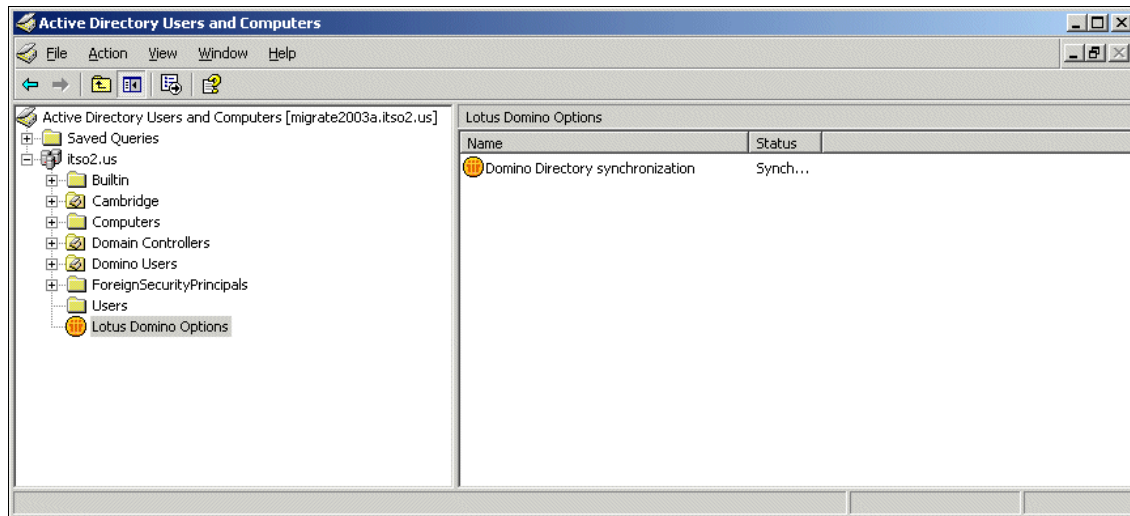 Active Directory Users and Computers
File Action View Window Help
Active Directory Users and Computers [migrate2003a.itso2.us]
Saved Queries
itso2.us
Builtin
Cambridge
Computers
Domain Controllers
Domino Users
ForeignSecurityPrincipals
Users
Lotus Domino Options
Lotus Domino Options
Name Status
Domino Directory synchronization Synch...